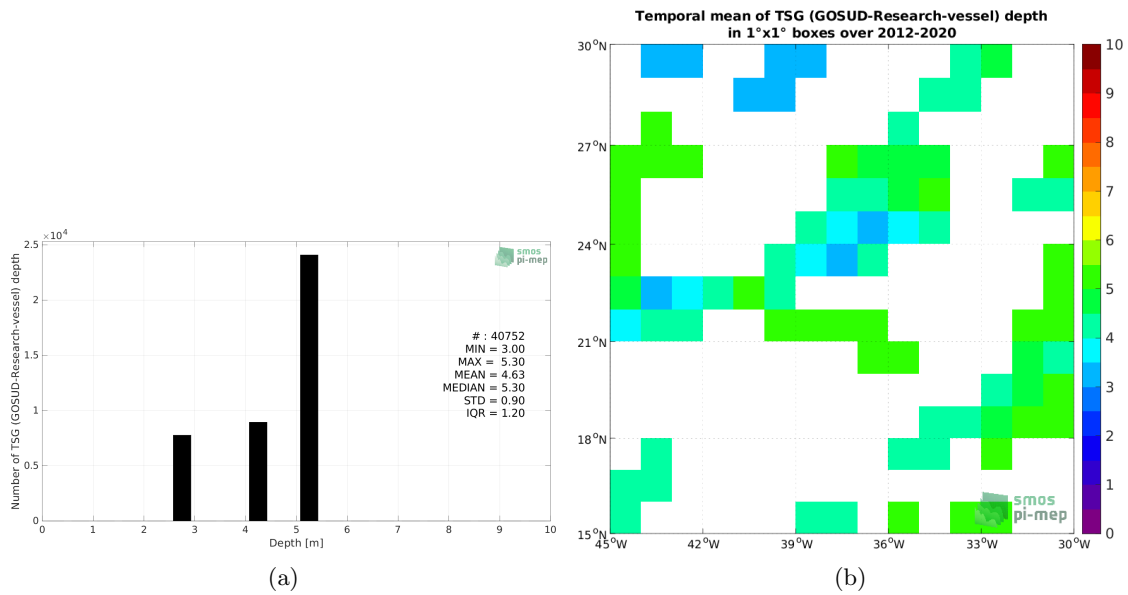 ×10⁴
2.5
2
1.5
1
0.5
0
Number of TSG (GOSUD-Research-vessel) depth
smos
pi-mep
# : 40752
MIN = 3.00
MAX = 5.30
MEAN = 4.63
MEDIAN = 5.30
STD = 0.90
IQR = 1.20
0 1 2 3 4 5 6 7 8 9 10
Depth [m]
(a)
Temporal mean of TSG (GOSUD-Research-vessel) depth
in 1°x1° boxes over 2012-2020
30°N
27°N
24°N
21°N
18°N
15°N
45°W 42°W 39°W 36°W 33°W 30°W
smos
pi-mep
10
9
8
7
6
5
4
3
2
1
0
(b)